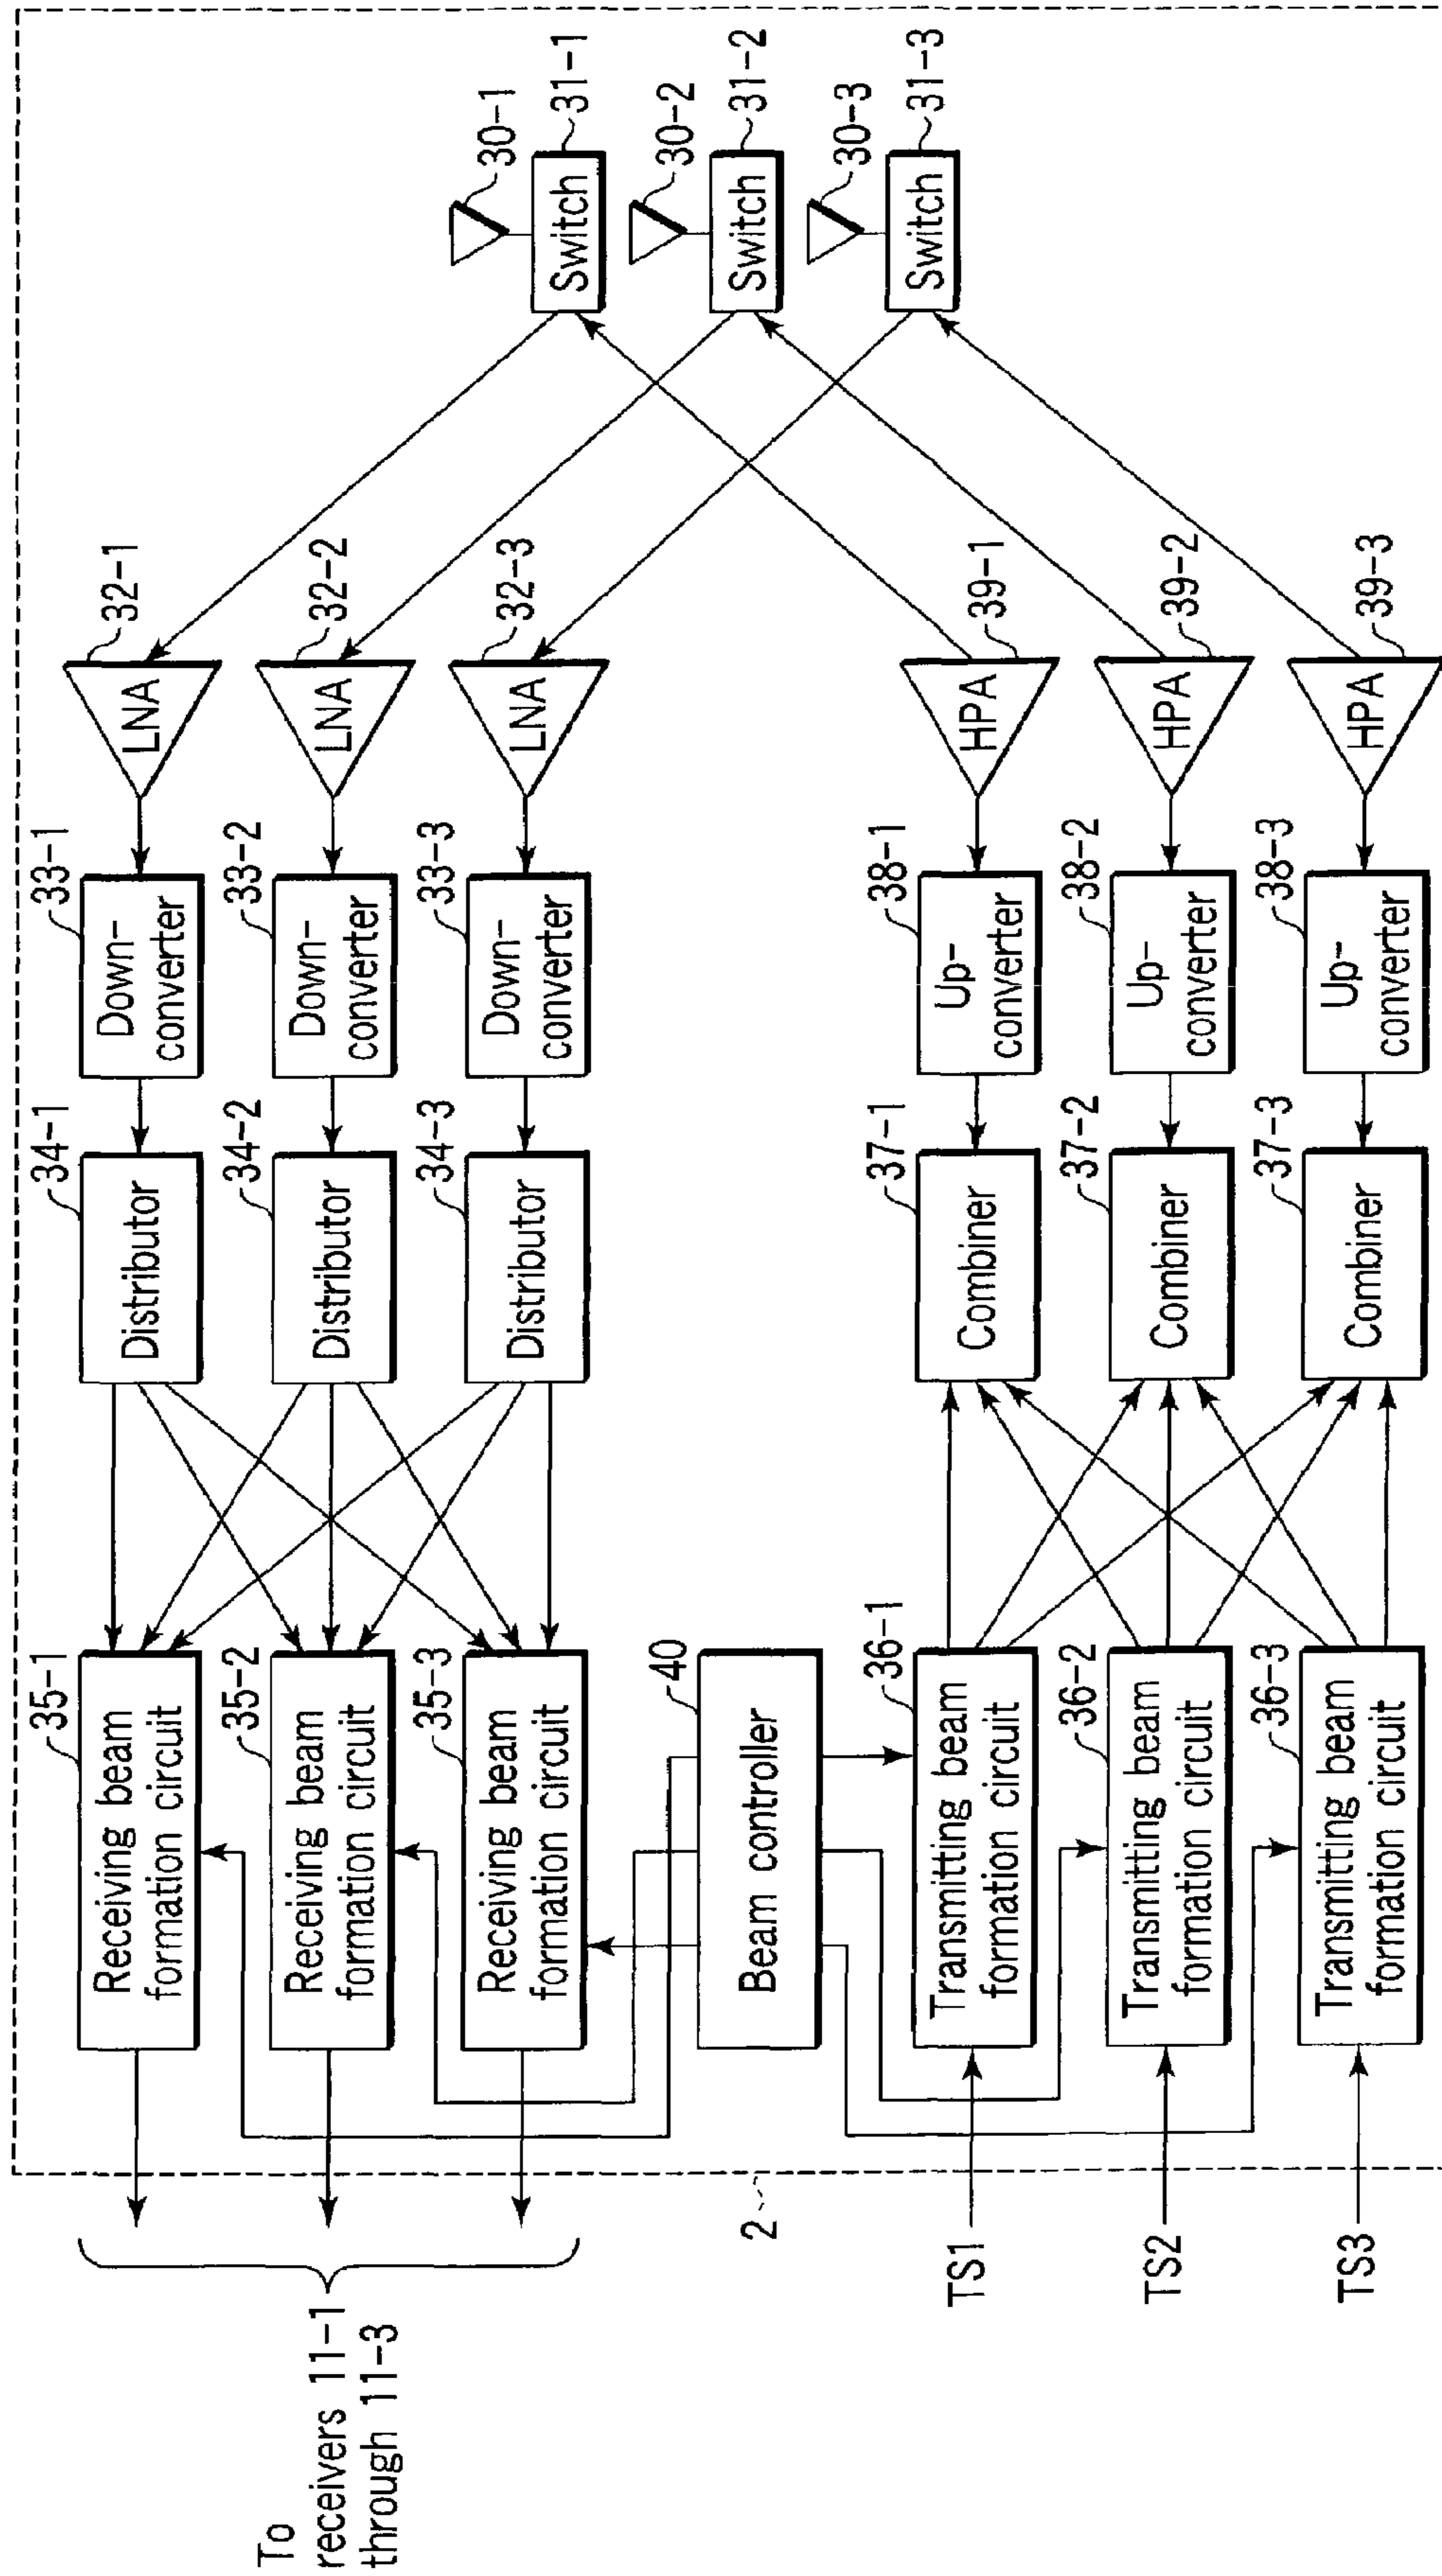 To
receivers 11-1
through 11-3
2
TS1
TS2
TS3
35-1
Receiving beam
formation circuit
35-2
Receiving beam
formation circuit
35-3
Receiving beam
formation circuit
40
Beam controller
36-1
Transmitting beam
formation circuit
36-2
Transmitting beam
formation circuit
36-3
Transmitting beam
formation circuit
34-1
Distributor
34-2
Distributor
34-3
Distributor
37-1
Combiner
37-2
Combiner
37-3
Combiner
33-1
Down-
converter
33-2
Down-
converter
33-3
Down-
converter
38-1
Up-
converter
38-2
Up-
converter
38-3
Up-
converter
32-1
LNA
32-2
LNA
32-3
LNA
39-1
HPA
39-2
HPA
39-3
HPA
30-1
Switch
31-1
30-2
Switch
31-2
30-3
Switch
31-3